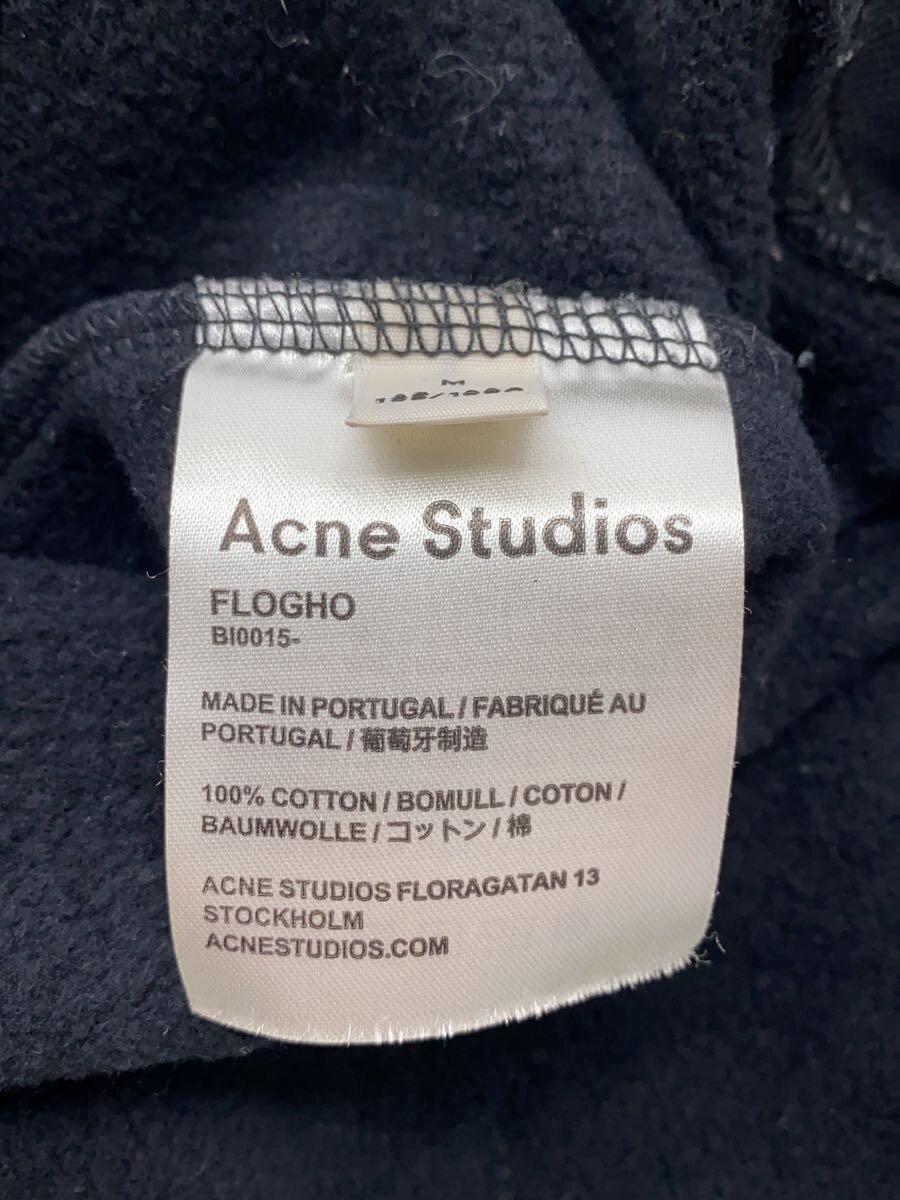 M
Acne Studios
FLOGHO
BI0015-
MADE IN PORTUGAL / FABRIQUÉ AU
PORTUGAL / 葡萄牙制造
100% COTTON / BOMULL / COTON /
BAUMWOLLE / コットン / 棉
ACNE STUDIOS FLORAGATAN 13
STOCKHOLM
ACNESTUDIOS.COM